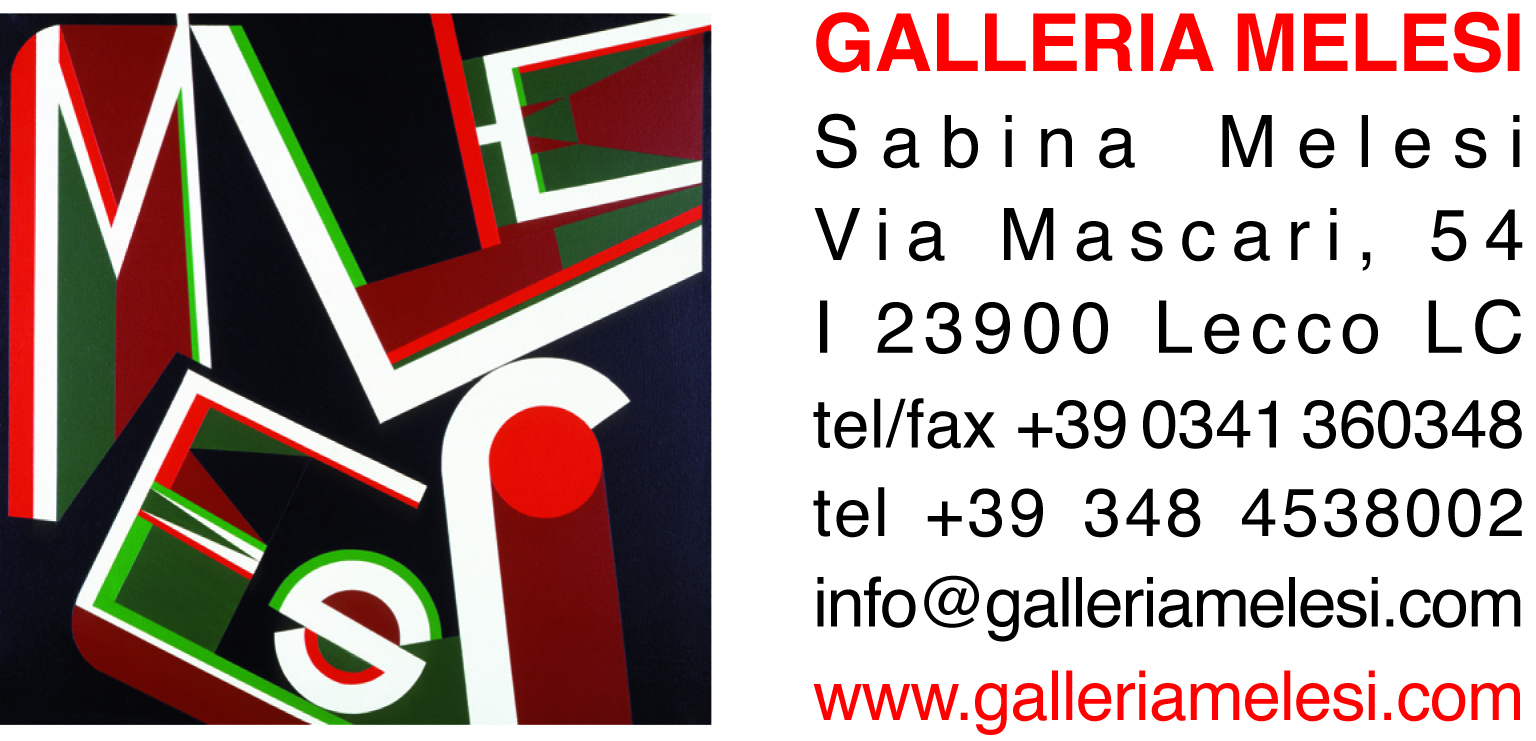 MELESI
GALLERIA MELESI
Sabina Melesi
Via Mascari, 54
I 23900 Lecco LC
tel/fax +39 0341 360348
tel +39 348 4538002
info@galleriamelesi.com
www.galleriamelesi.com